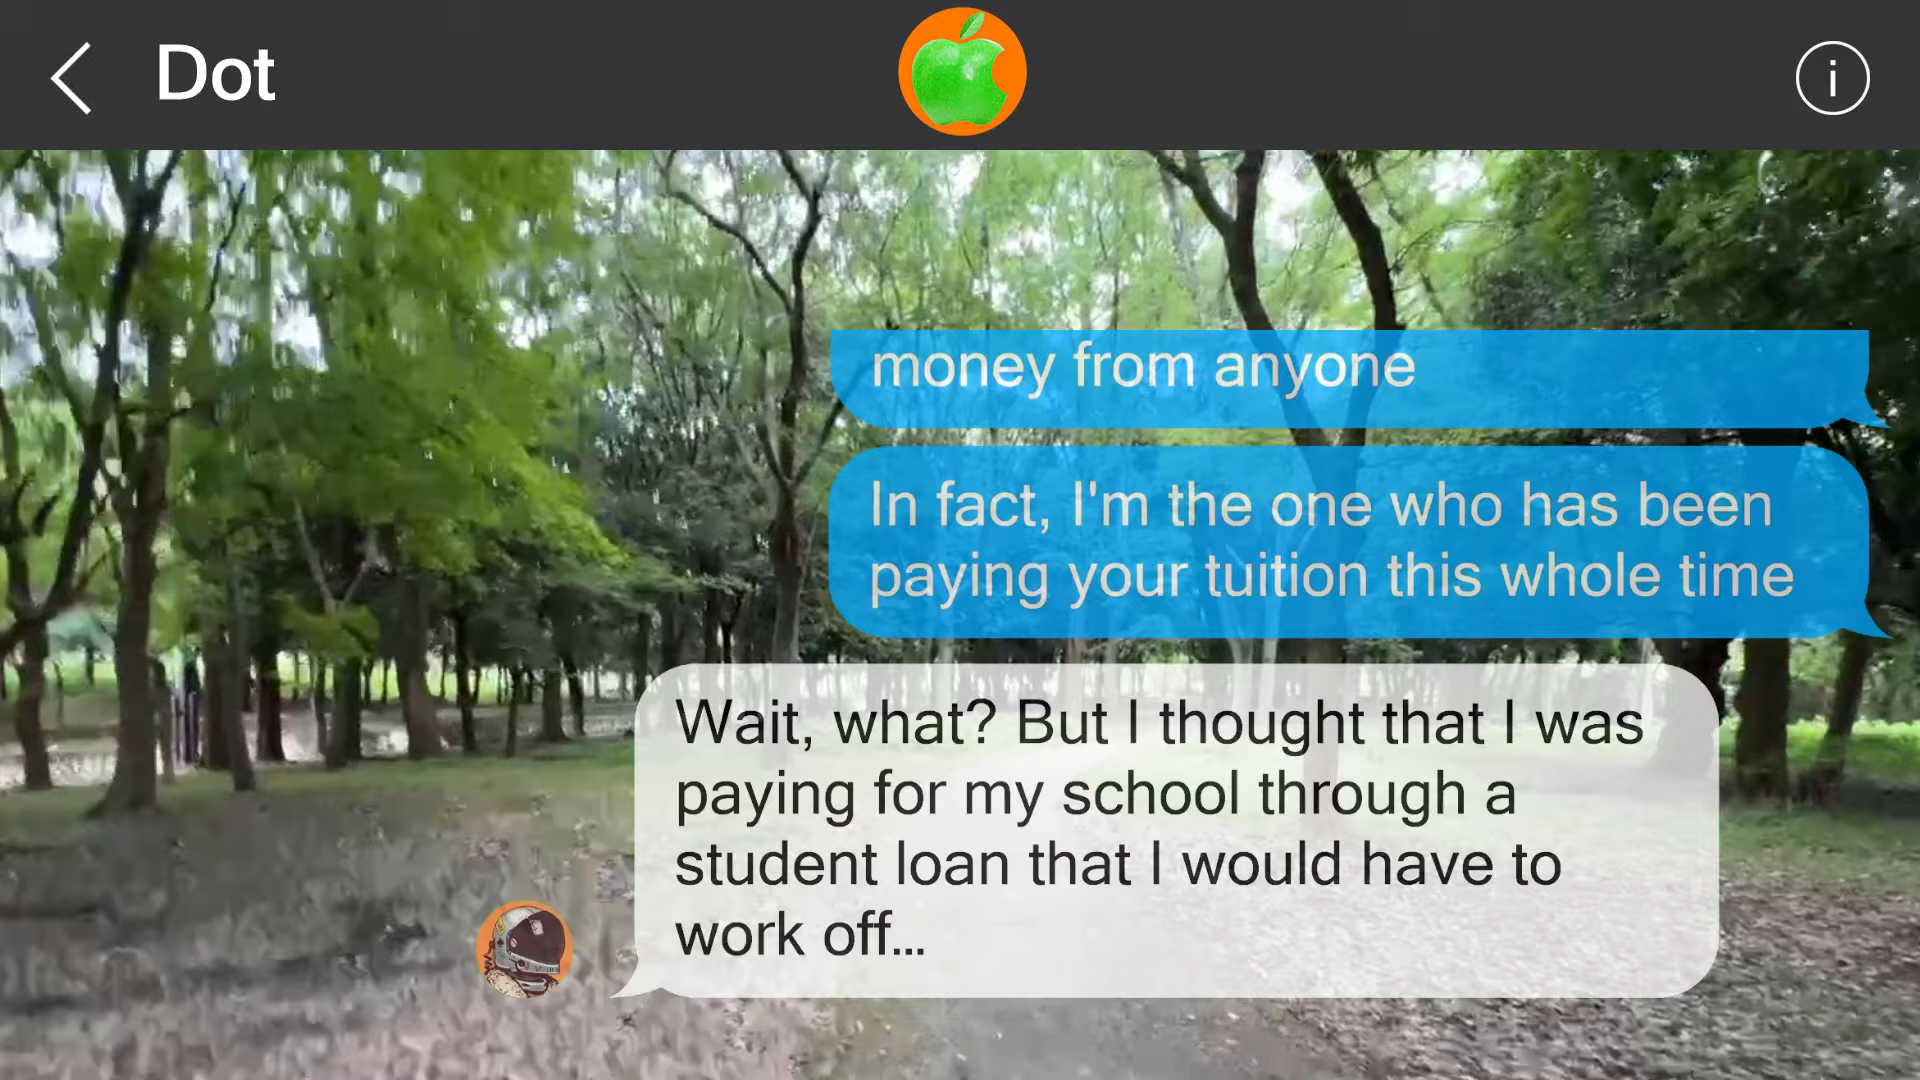 Dot
money from anyone
In fact, I'm the one who has been
paying your tuition this whole time
Wait, what? But I thought that I was
paying for my school through a
student loan that I would have to
work off...